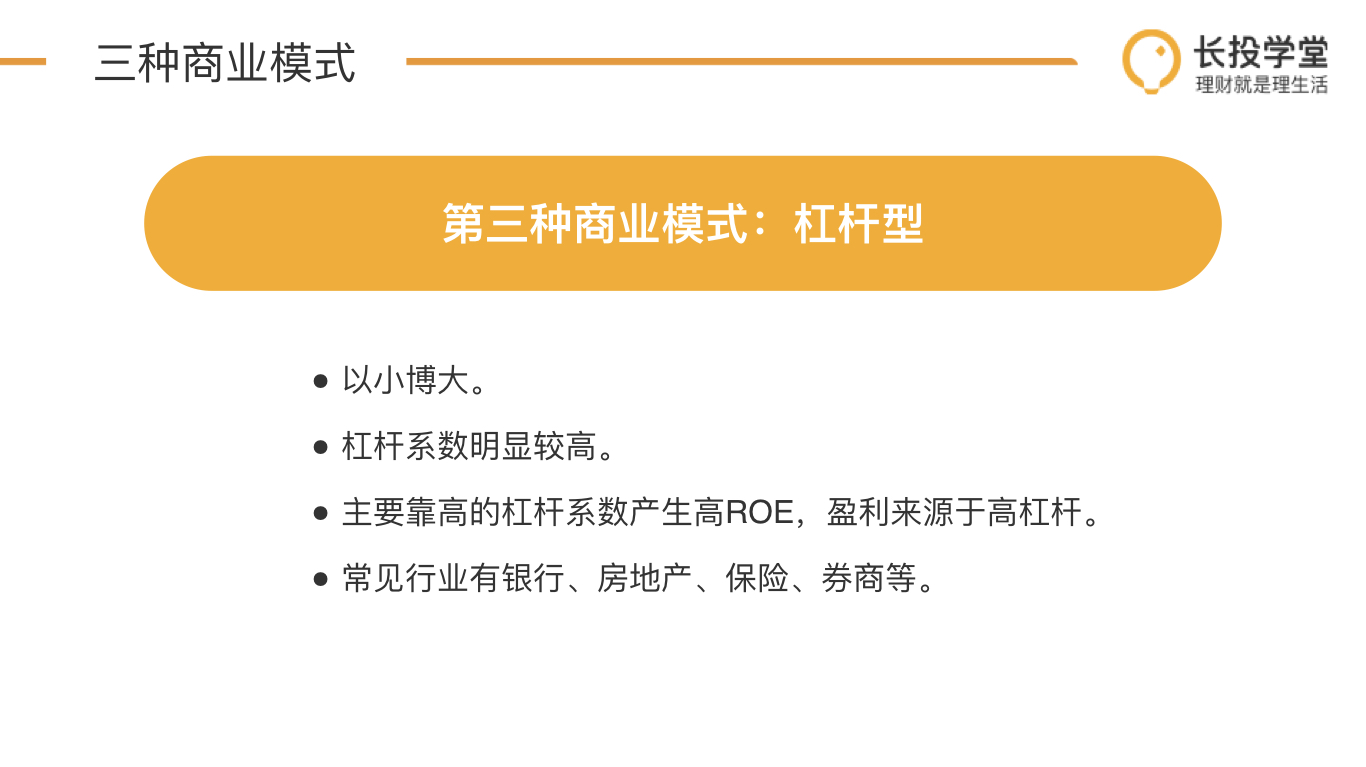 三种商业模式
长投学堂
理财就是理生活
第三种商业模式：杠杆型
● 以小博大。
● 杠杆系数明显较高。
● 主要靠高的杠杆系数产生高ROE，盈利来源于高杠杆。
● 常见行业有银行、房地产、保险、券商等。